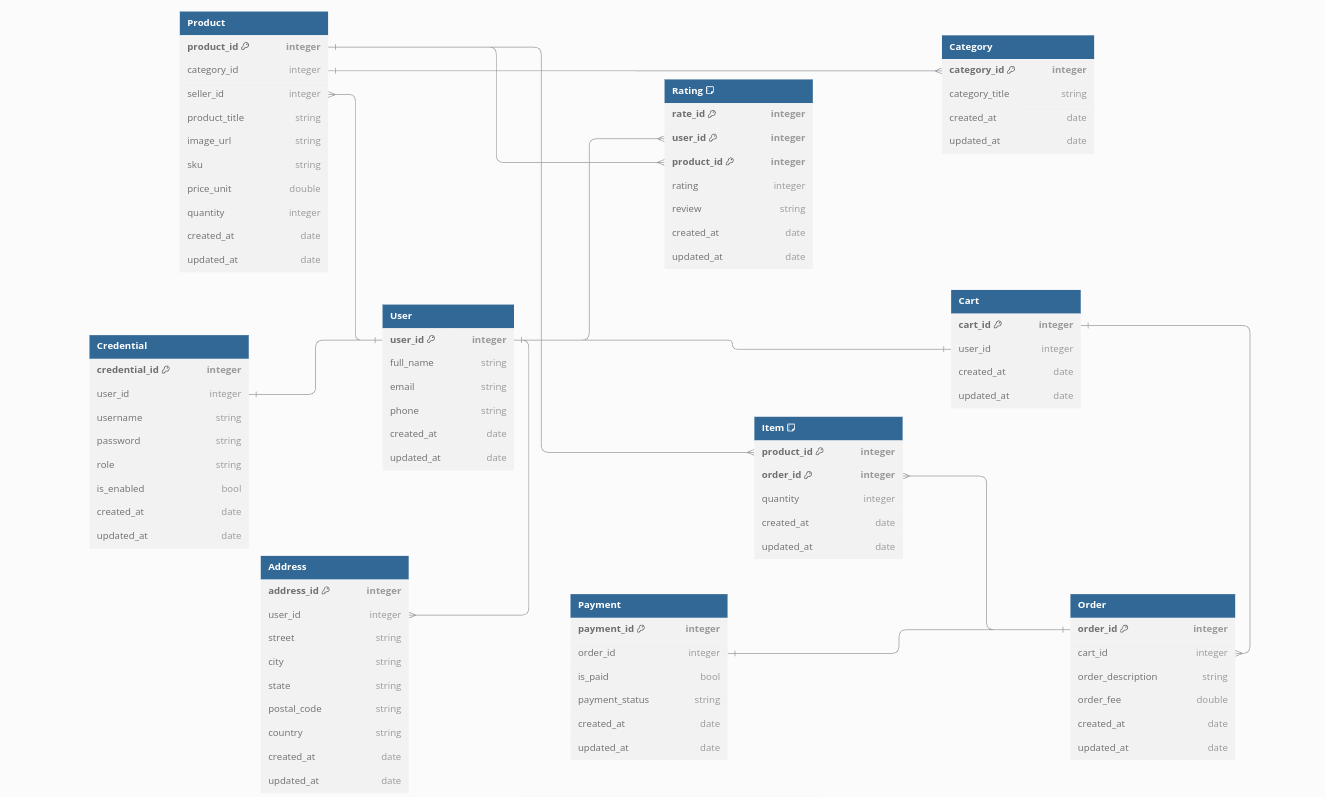 Product
product_id integer
category_id integer
seller_id integer
product_title string
image_url string
sku string
price_unit double
quantity integer
created_at date
updated_at date
Category
category_id integer
category_title string
created_at date
updated_at date
Rating
rate_id integer
user_id integer
product_id integer
rating integer
review string
created_at date
updated_at date
User
user_id integer
full_name string
email string
phone string
created_at date
updated_at date
Cart
cart_id integer
user_id integer
created_at date
updated_at date
Credential
credential_id integer
user_id integer
username string
password string
role string
is_enabled bool
created_at date
updated_at date
Item
product_id integer
order_id integer
quantity integer
created_at date
updated_at date
Address
address_id integer
user_id integer
street string
city string
state string
postal_code string
country string
created_at date
updated_at date
Payment
payment_id integer
order_id integer
is_paid bool
payment_status string
created_at date
updated_at date
Order
order_id integer
cart_id integer
order_description string
order_fee double
created_at date
updated_at date